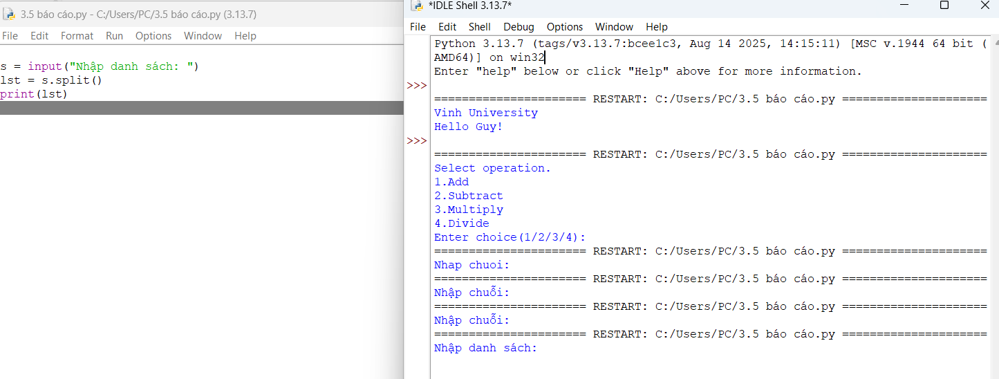 3.5 báo cáo.py - C:/Users/PC/3.5 báo cáo.py (3.13.7)
File Edit Format Run Options Window Help
s = input("Nhập danh sách: ")
lst = s.split()
print(lst)
*IDLE Shell 3.13.7*
File Edit Shell Debug Options Window Help
Python 3.13.7 (tags/v3.13.7:bcee1c3, Aug 14 2025, 14:15:11) [MSC v.1944 64 bit (
AMD64)] on win32
Enter "help" below or click "Help" above for more information.
>>>
====================== RESTART: C:/Users/PC/3.5 báo cáo.py =====================
Vinh University
Hello Guy!
>>>
====================== RESTART: C:/Users/PC/3.5 báo cáo.py =====================
Select operation.
1.Add
2.Subtract
3.Multiply
4.Divide
Enter choice(1/2/3/4):
====================== RESTART: C:/Users/PC/3.5 báo cáo.py =====================
Nhap chuoi:
====================== RESTART: C:/Users/PC/3.5 báo cáo.py =====================
Nhập chuỗi:
====================== RESTART: C:/Users/PC/3.5 báo cáo.py =====================
Nhập chuỗi:
====================== RESTART: C:/Users/PC/3.5 báo cáo.py =====================
Nhập danh sách: